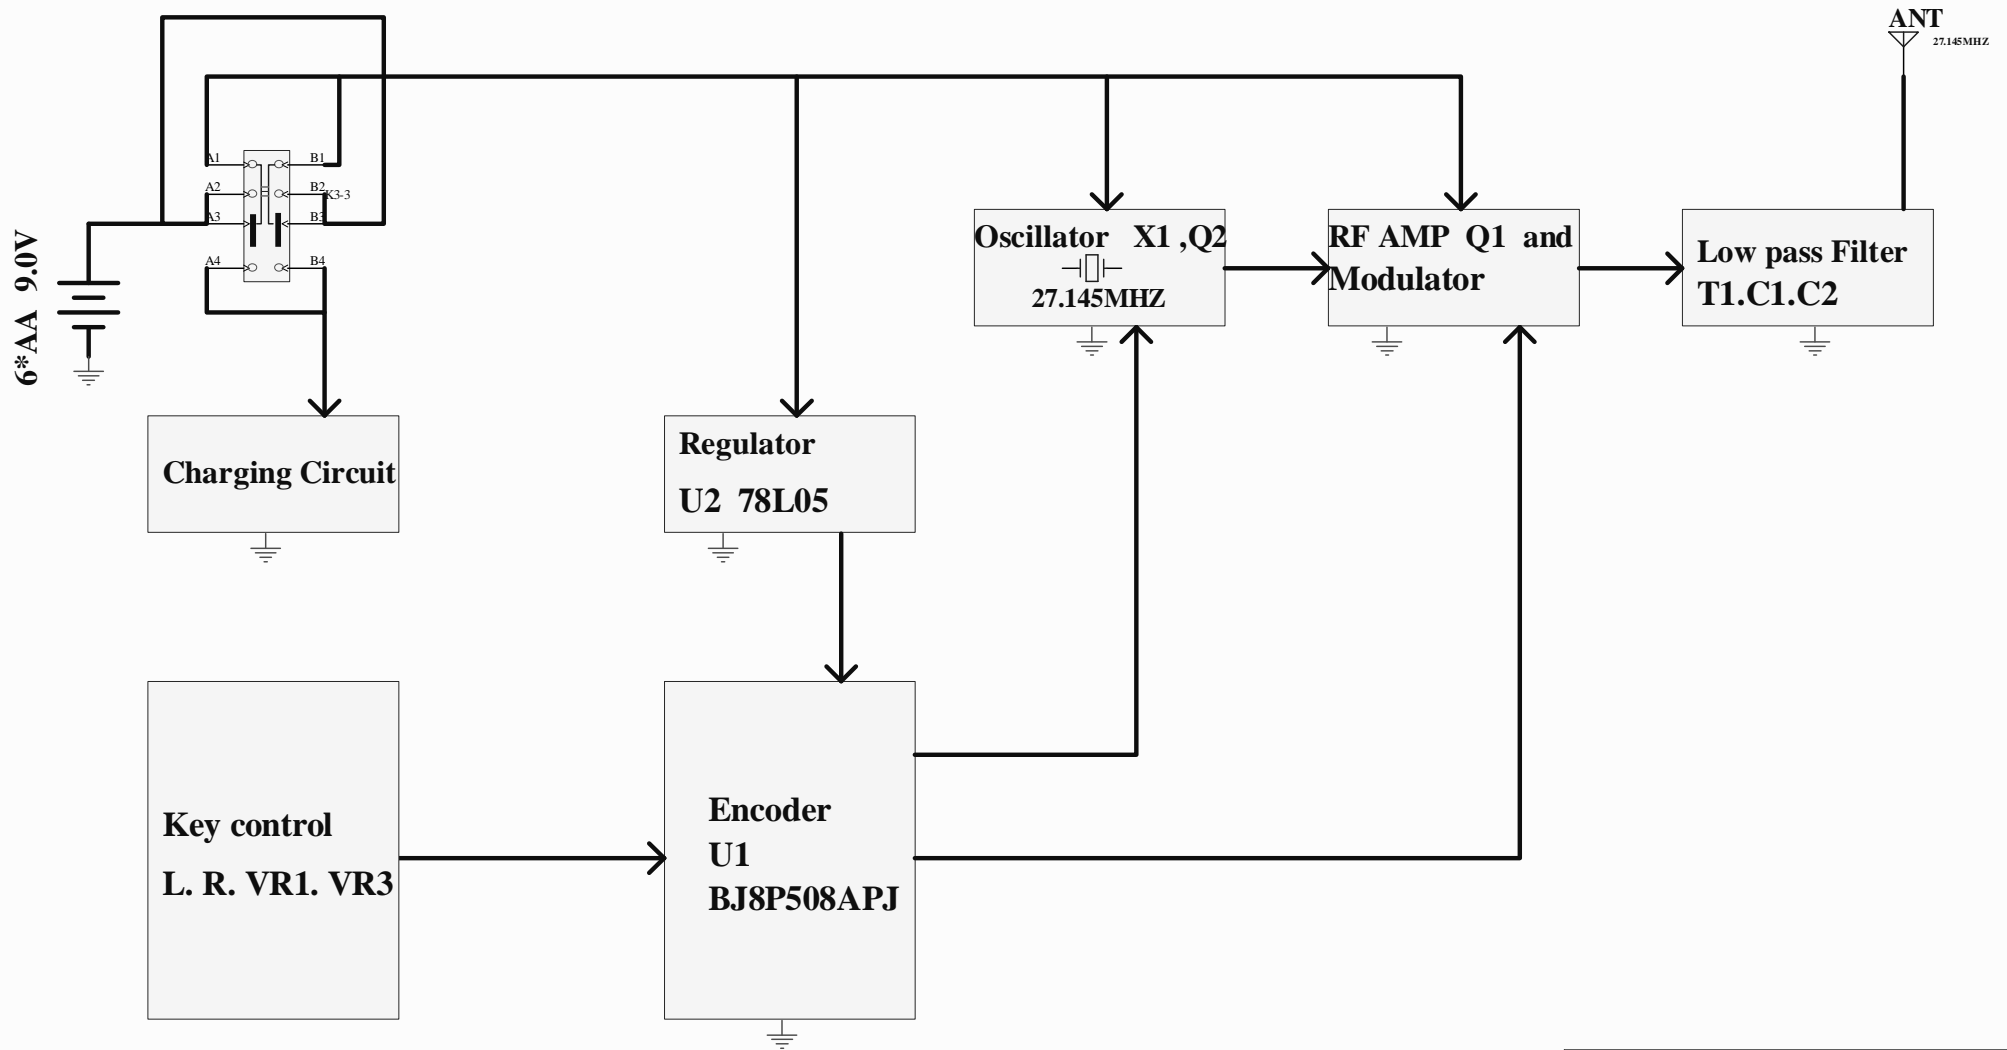 ANT
27.145MHZ
A1
B1
A2
B2
K3-3
A3
B3
A4
B4
6*AA 9.0V
Oscillator X1 ,Q2
27.145MHZ
RF AMP Q1 and
Modulator
Low pass Filter
T1.C1.C2
Charging Circuit
Regulator
U2 78L05
Key control
L. R. VR1. VR3
Encoder
U1
BJ8P508APJ